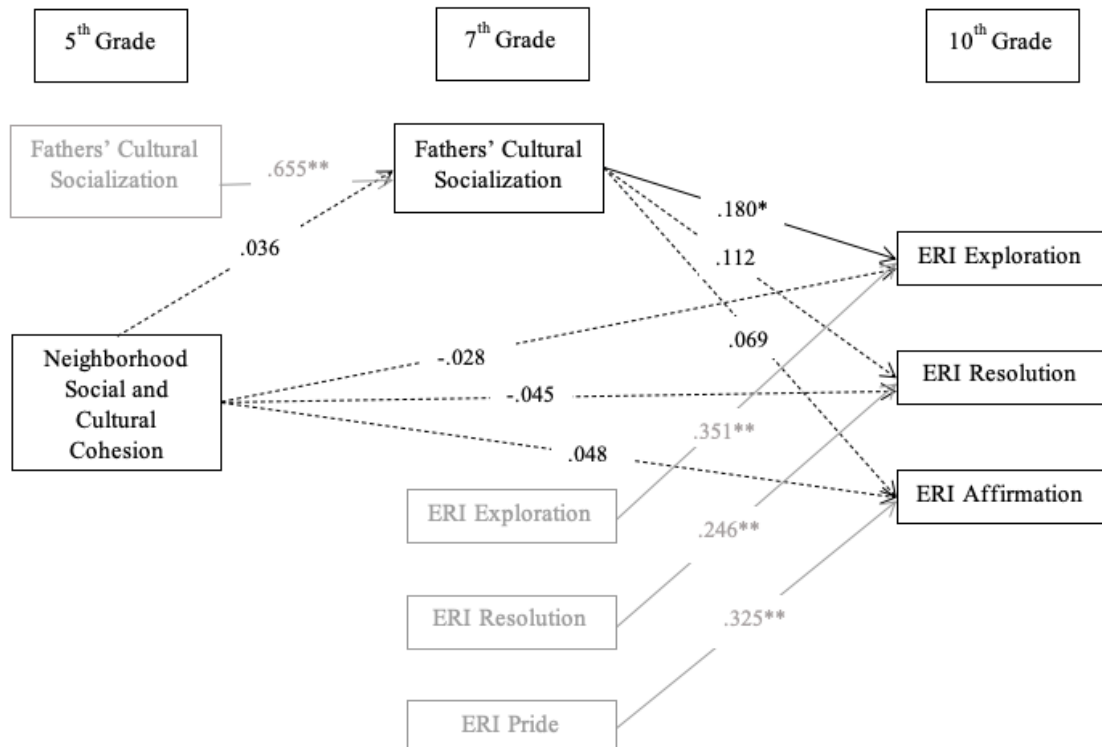 5th Grade
7th Grade
10th Grade
Fathers' Cultural
Socialization
.655**
Fathers' Cultural
Socialization
.180*
.036
.112
ERI Exploration
Neighborhood
Social and
Cultural
Cohesion
-.028
.069
ERI Resolution
-.045
.351**
.048
ERI Affirmation
ERI Exploration
.246**
ERI Resolution
.325**
ERI Pride